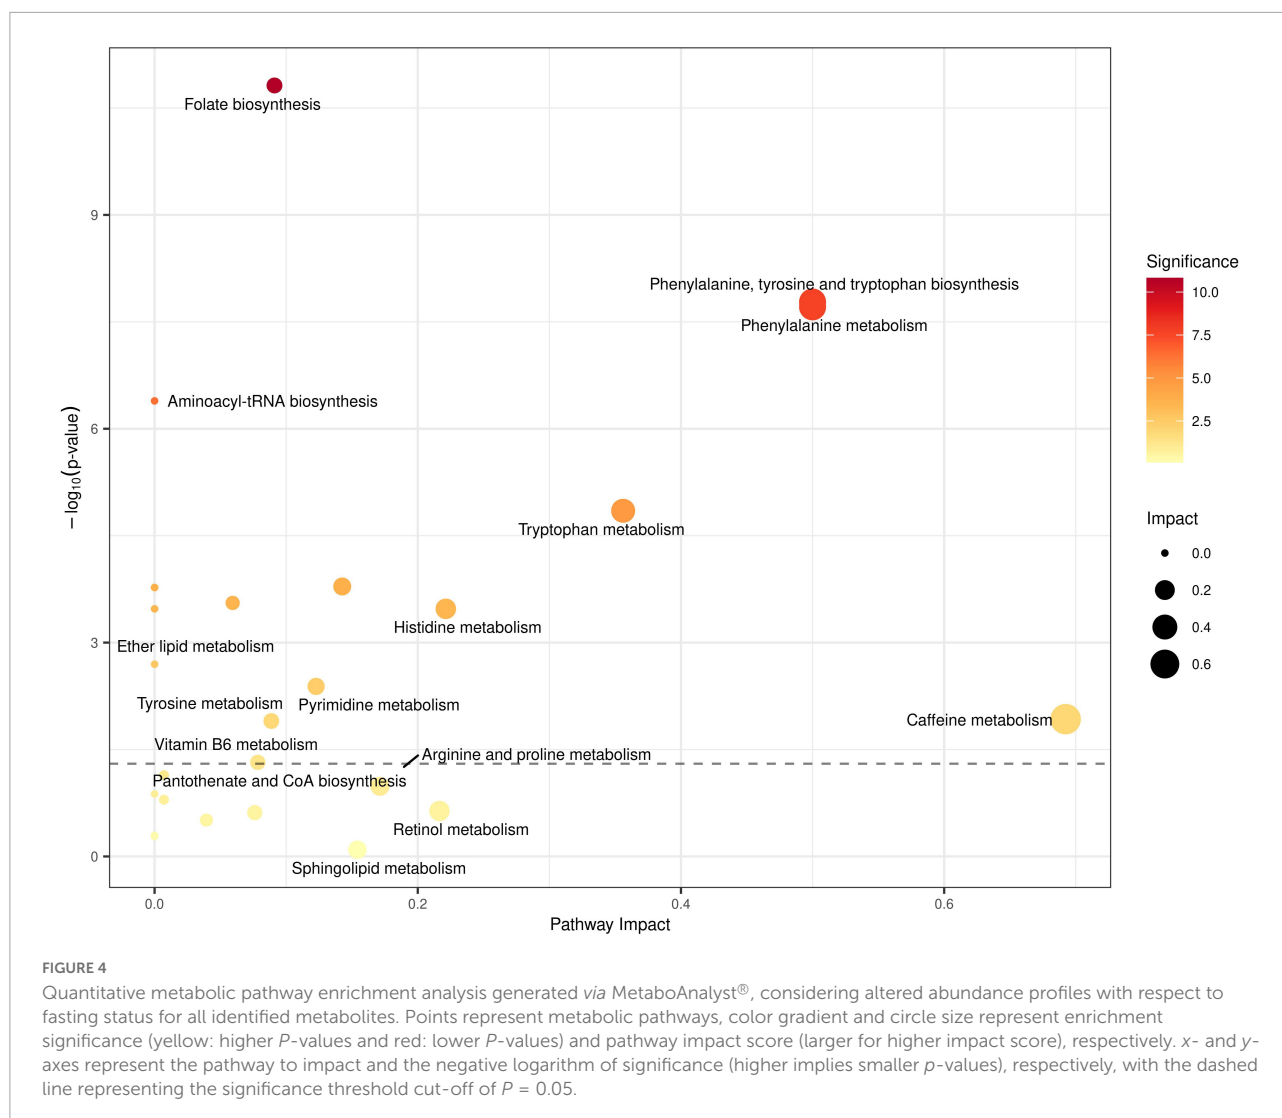 Folate biosynthesis
9
Phenylalanine, tyrosine and tryptophan biosynthesis
Phenylalanine metabolism
Aminoacyl-tRNA biosynthesis
6
− log10(p-value)
Tryptophan metabolism
Histidine metabolism
3
Ether lipid metabolism
Tyrosine metabolism
Pyrimidine metabolism
Caffeine metabolism
Vitamin B6 metabolism
Arginine and proline metabolism
Pantothenate and CoA biosynthesis
Retinol metabolism
0
Sphingolipid metabolism
0.0 0.2 0.4 0.6
Pathway Impact
Significance
10.0
7.5
5.0
2.5
Impact
0.0
0.2
0.4
0.6
FIGURE 4
Quantitative metabolic pathway enrichment analysis generated via MetaboAnalyst®, considering altered abundance profiles with respect to
fasting status for all identified metabolites. Points represent metabolic pathways, color gradient and circle size represent enrichment
significance (yellow: higher P-values and red: lower P-values) and pathway impact score (larger for higher impact score), respectively. x- and y-
axes represent the pathway to impact and the negative logarithm of significance (higher implies smaller p-values), respectively, with the dashed
line representing the significance threshold cut-off of P = 0.05.